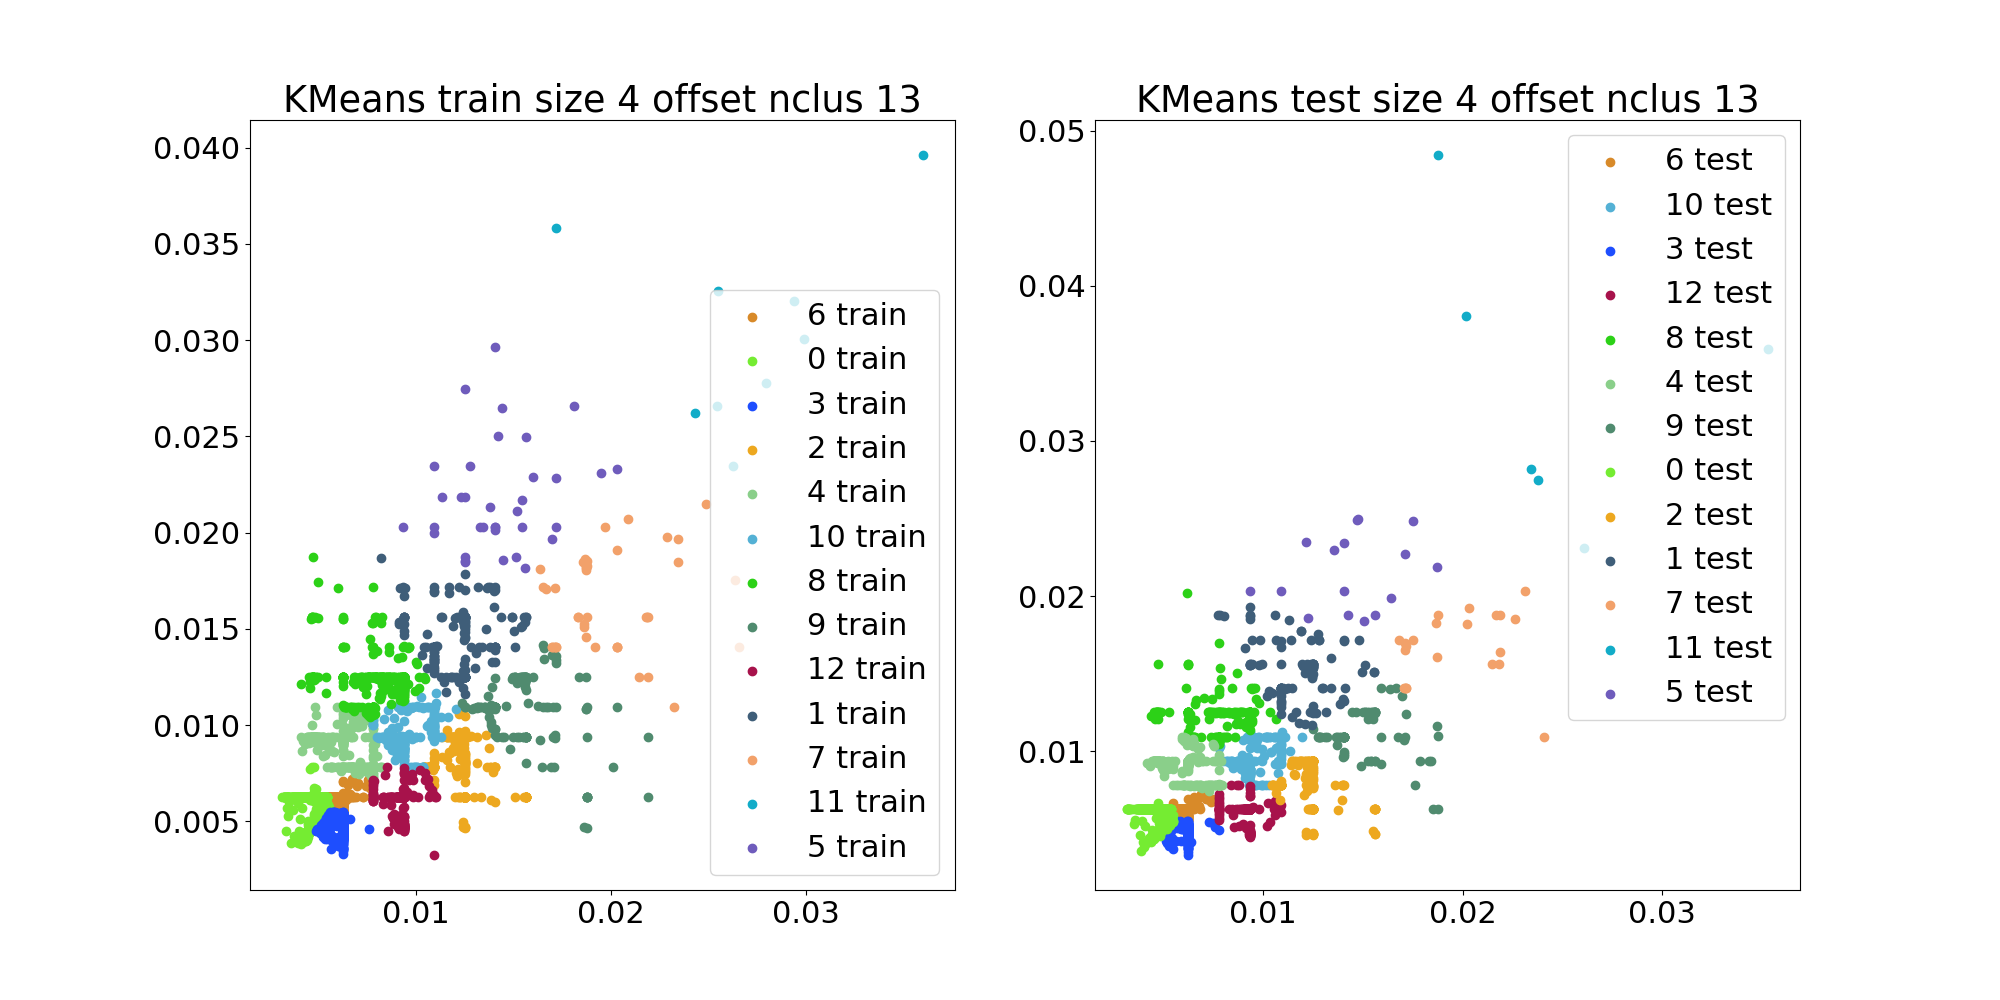 KMeans train size 4 offset nclus 13
0.040
0.035
0.030
0.025
0.020
0.015
0.010
0.005
0.01
0.02
0.03
6 train
0 train
3 train
2 train
4 train
10 train
8 train
9 train
12 train
1 train
7 train
11 train
5 train
KMeans test size 4 offset nclus 13
0.05
0.04
0.03
0.02
0.01
0.01
0.02
0.03
6 test
10 test
3 test
12 test
8 test
4 test
9 test
0 test
2 test
1 test
7 test
11 test
5 test